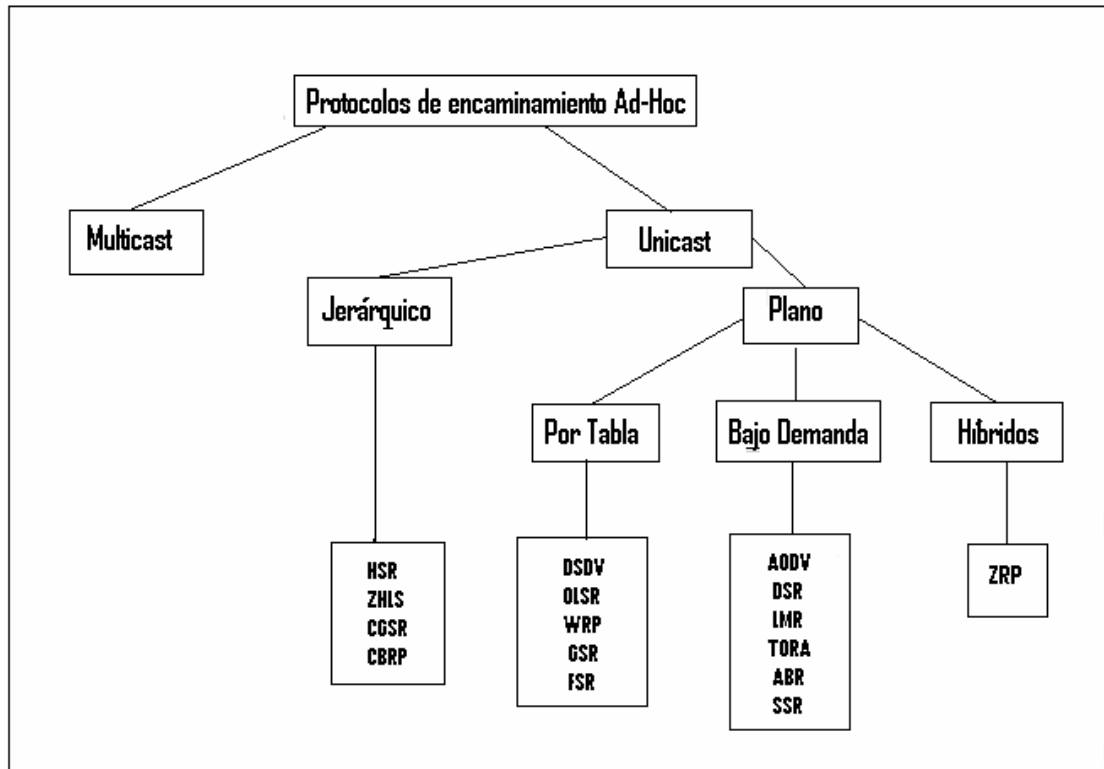 Protocolos de encaminamiento Ad-Hoc
Multicast
Unicast
Jerárquico
Plano
Por Tabla
Bajo Demanda
Híbridos
HSR
ZHLS
CGSR
CBRP
DSDV
OLSR
WRP
GSR
FSR
AODV
DSR
LMR
TORA
ABR
SSR
ZRP